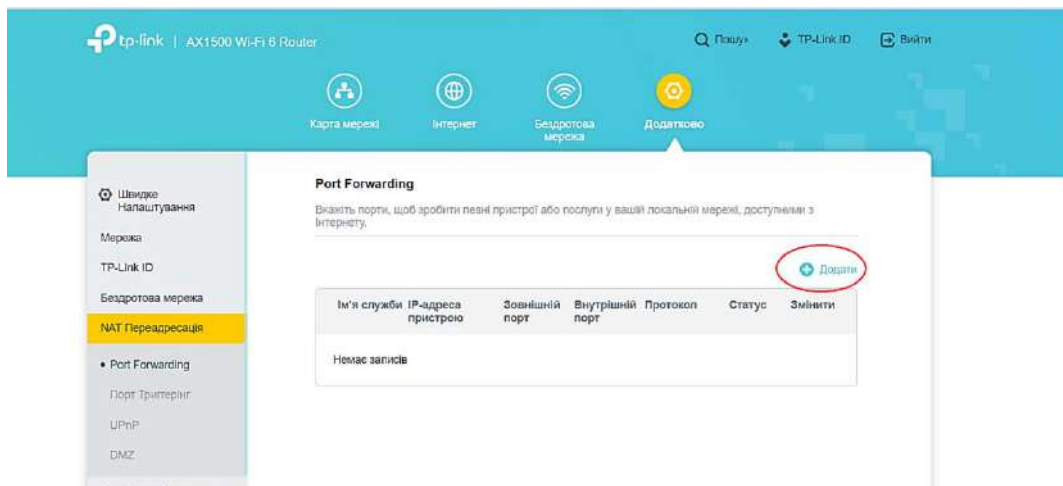 tp-link | AX1500 Wi-Fi 6 Router
Пошук
TP-Link ID
Вийти
Карта мережі
Інтернет
Бездротова мережа
Додатково
Швидке Налаштування
Мережа
TP-Link ID
Бездротова мережа
NAT Переадресація
• Port Forwarding
Порт Триггерінг
UPnP
DMZ
Port Forwarding
Вкажіть порти, щоб зробити певні пристрої або послуги у вашій локальній мережі, доступними з
Інтернету.
Додати
Ім'я служби IP-адреса пристрою Зовнішній порт Внутрішній порт Протокол Статус Змінити
Немає записів